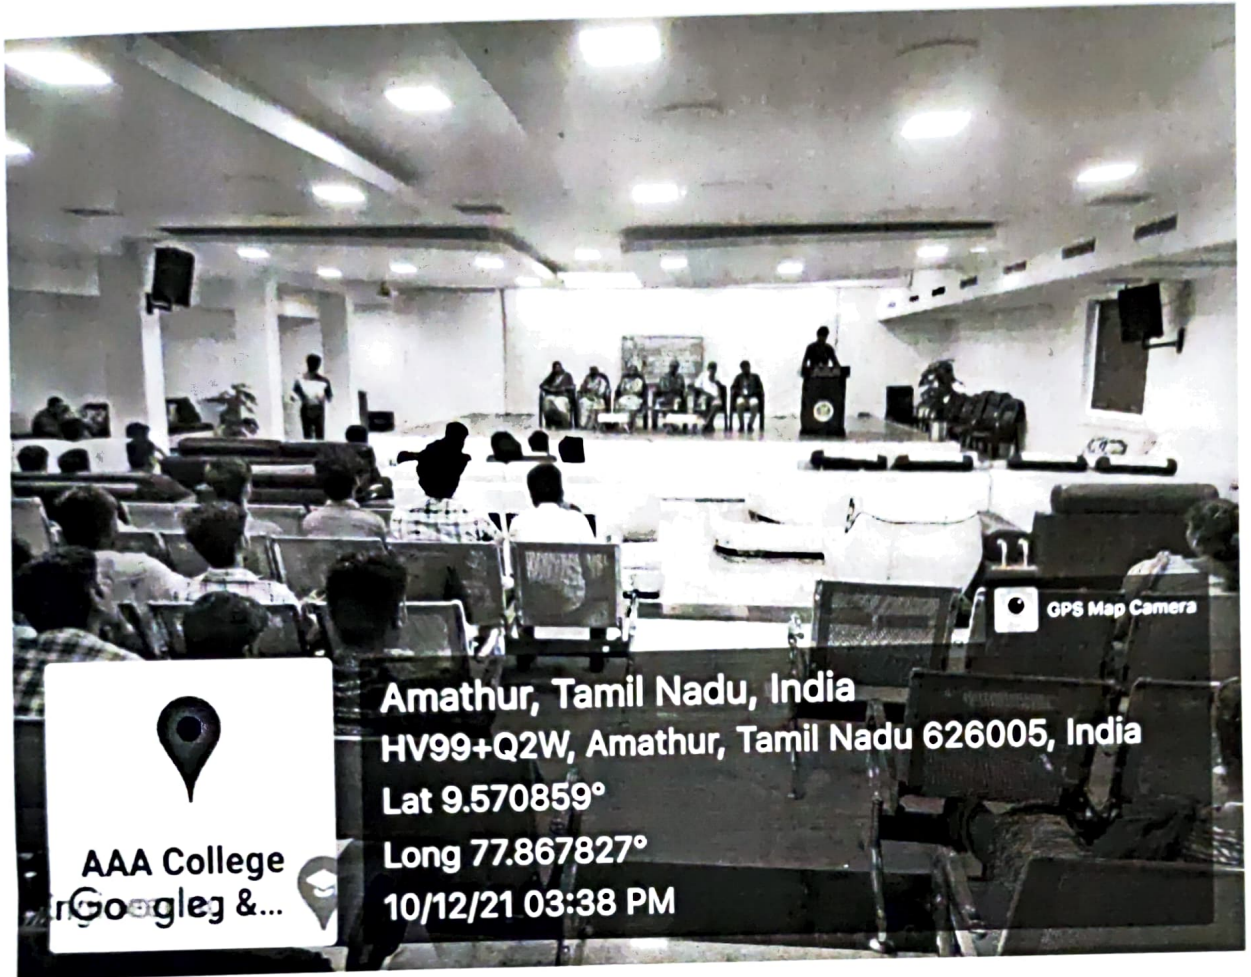 GPS Map Camera
Amathur, Tamil Nadu, India
HV99+Q2W, Amathur, Tamil Nadu 626005, India
Lat 9.570859°
Long 77.867827°
10/12/21 03:38 PM
AAA College
Google &...